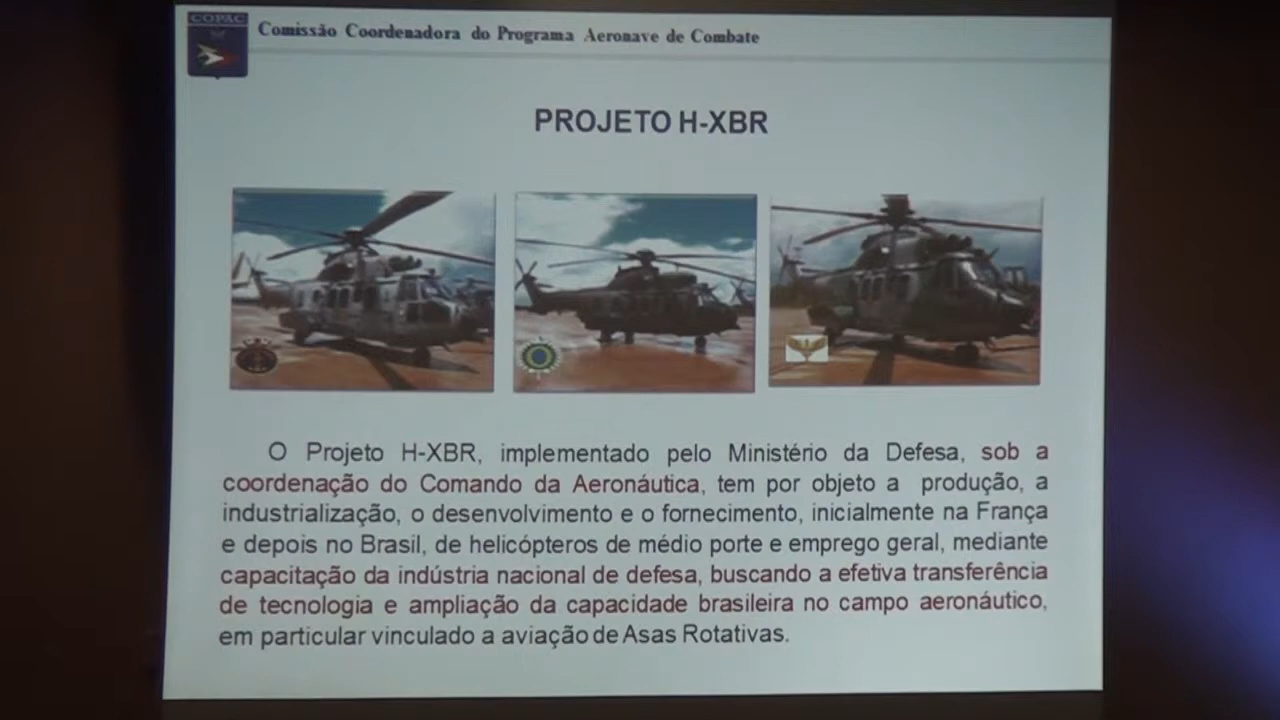 COPAC
Comissão Coordenadora do Programa Aeronave de Combate
PROJETO H-XBR
O Projeto H-XBR, implementado pelo Ministério da Defesa, sob a
coordenação do Comando da Aeronáutica, tem por objeto a produção, a
industrialização, o desenvolvimento e o fornecimento, inicialmente na França
e depois no Brasil, de helicópteros de médio porte e emprego geral, mediante
capacitação da indústria nacional de defesa, buscando a efetiva transferência
de tecnologia e ampliação da capacidade brasileira no campo aeronáutico,
em particular vinculado a aviação de Asas Rotativas.